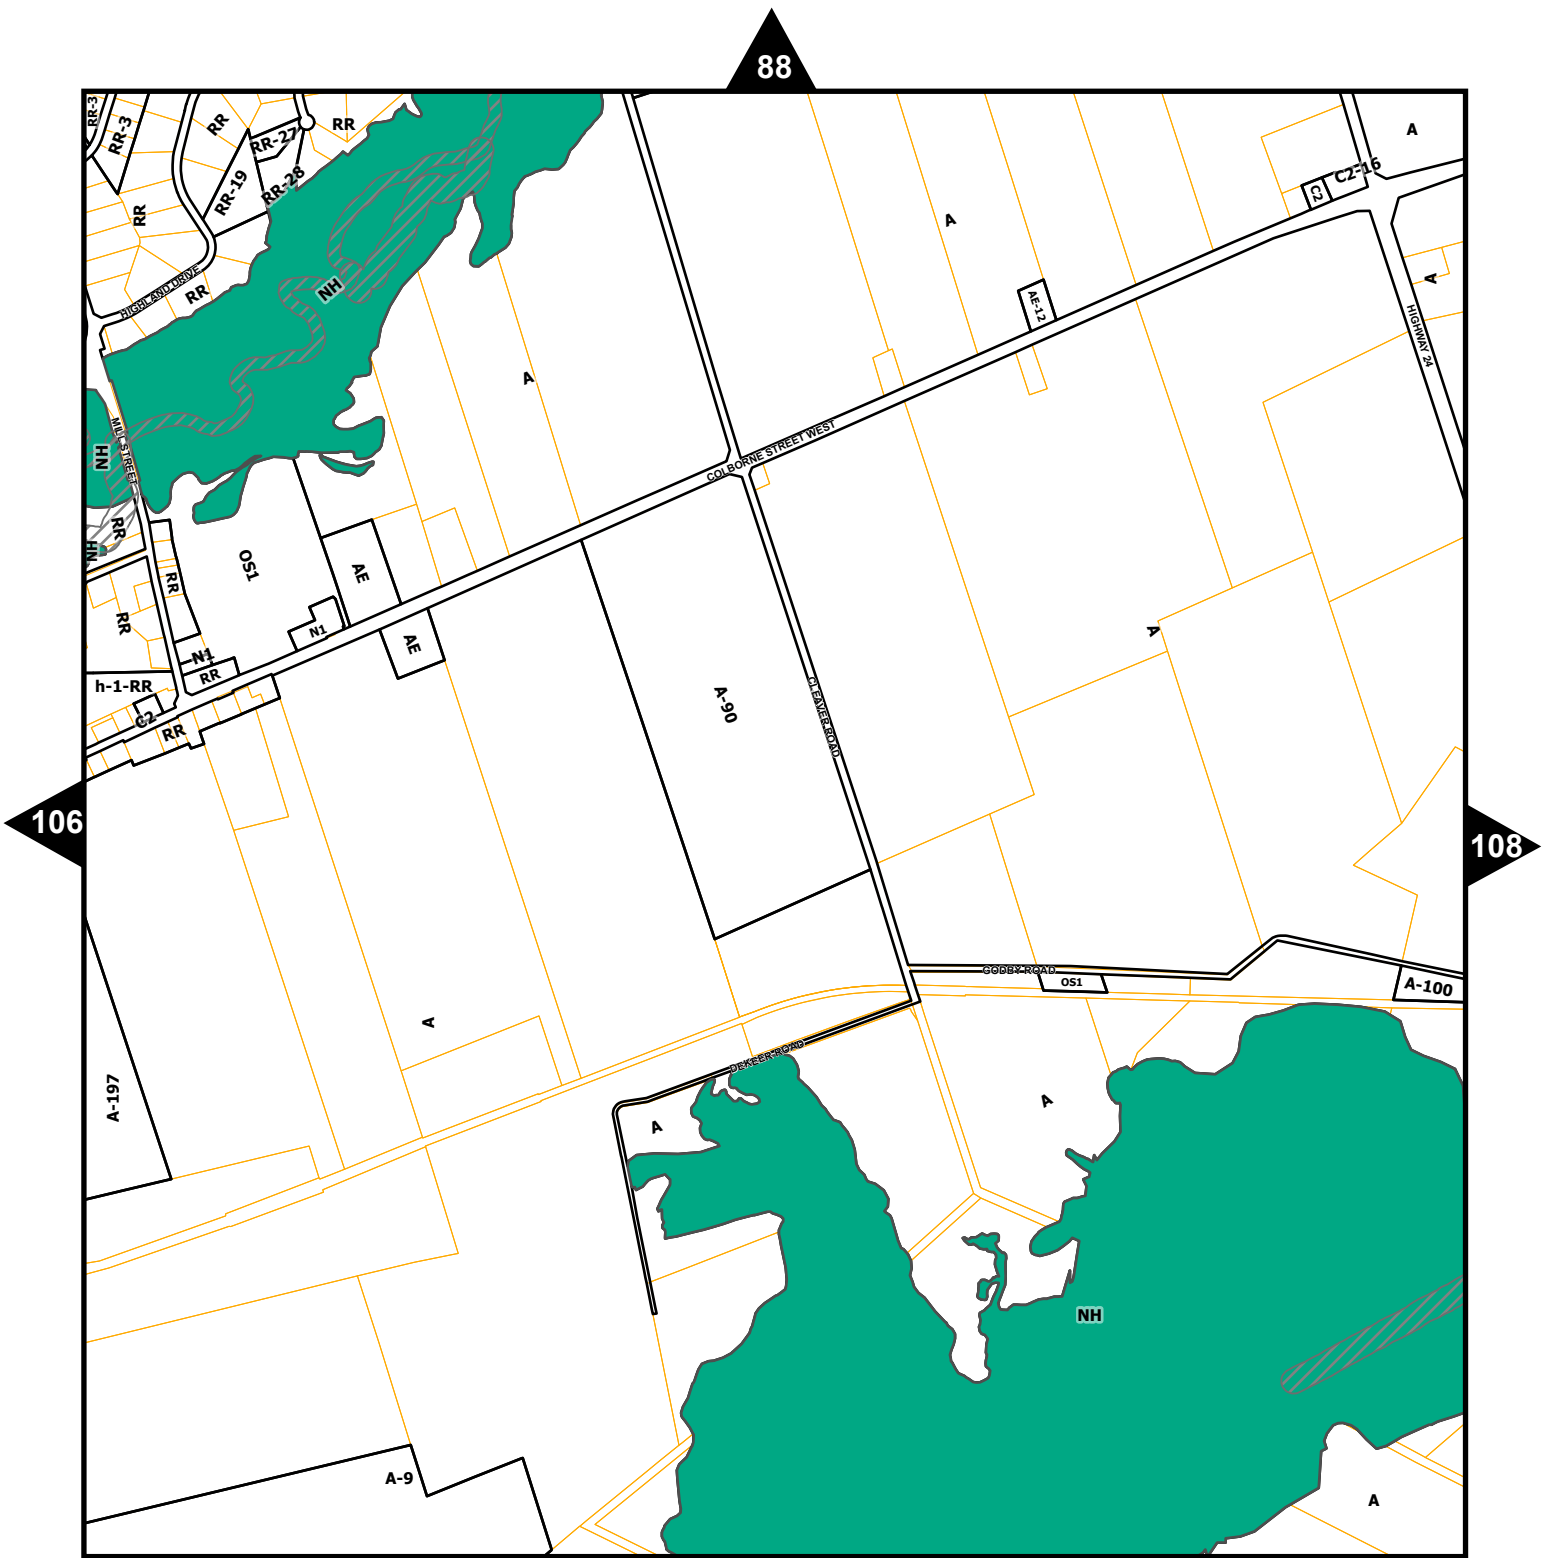 88
RR-3
RR-3
RR
RR-27
RR
A
RR-19
RR-28
C2-16
C2
RR
A
HIGHLAND DRIVE
RR
NH
A
AE-12
HIGHWAY 24
A
COLBORNE STREET WEST
NH
MILL STREET
RR
NH
OS1
RR
AE
RR
N1
AE
A
N1
RR
h-1-RR
C2
RR
A-90
CLEAVER ROAD
106
108
GODBY ROAD
OS1
A-100
A
DEKEER ROAD
A-197
A
A
NH
A-9
A